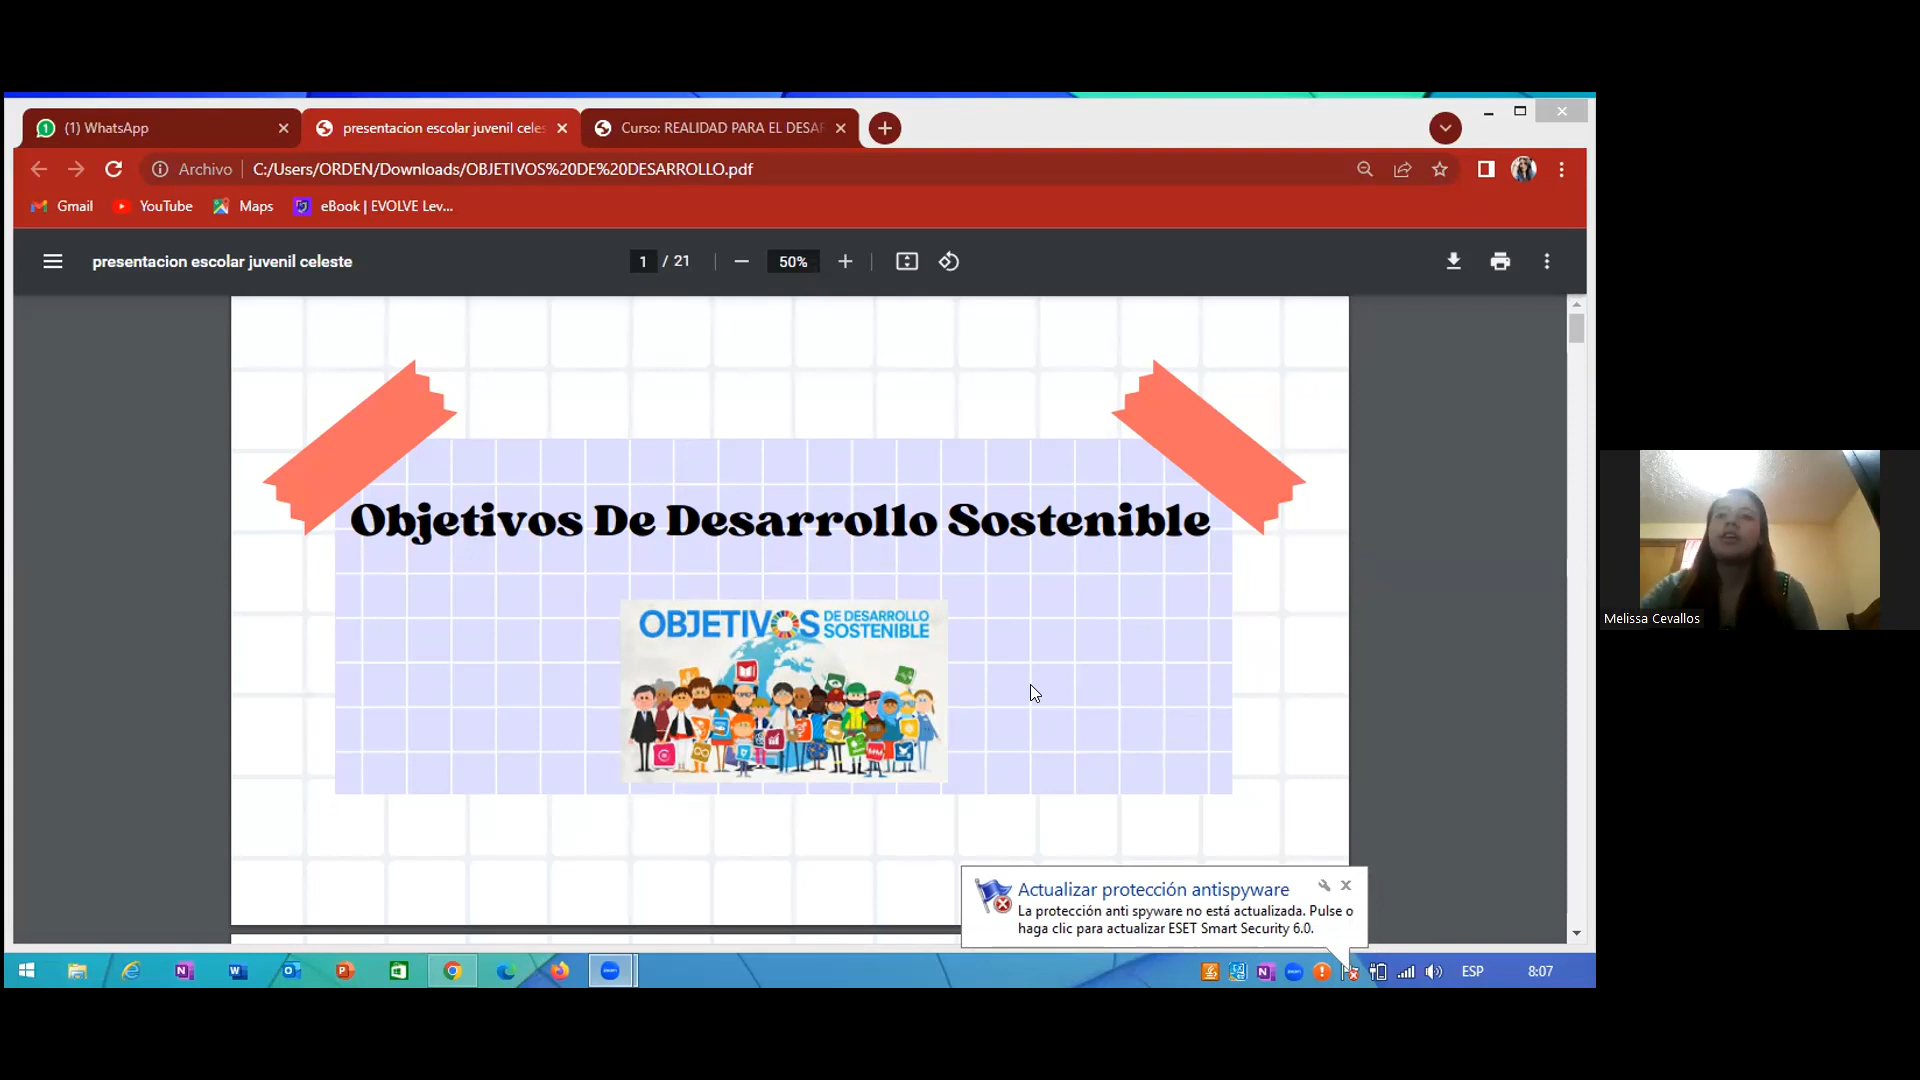 (1) WhatsApp
presentacion escolar juvenil celes
Curso: REALIDAD PARA EL DESAR
Archivo
C:/Users/ORDEN/Downloads/OBJETIVOS%20DE%20DESARROLLO.pdf
Gmail
YouTube
Maps
eBook | EVOLVE Lev...
presentacion escolar juvenil celeste
1 / 21
50%
Objetivos De Desarrollo Sostenible
OBJETIVOS DE DESARROLLO
SOSTENIBLE
Melissa Cevallos
Actualizar protección antispyware
La protección anti spyware no está actualizada. Pulse o
haga clic para actualizar ESET Smart Security 6.0.
ESP
8:07